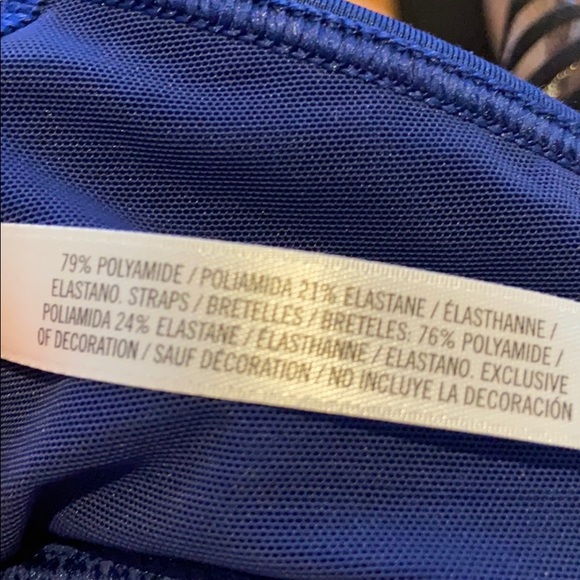 79% POLYAMIDE / POLIAMIDA 21% ELASTANE / ÉLASTHANNE /
ELASTANO. STRAPS / BRETELLES / BRETELES: 76% POLYAMIDE /
POLIAMIDA 24% ELASTANE / ÉLASTHANNE / ELASTANO. EXCLUSIVE
OF DECORATION / SAUF DÉCORATION / NO INCLUYE LA DECORACIÓN